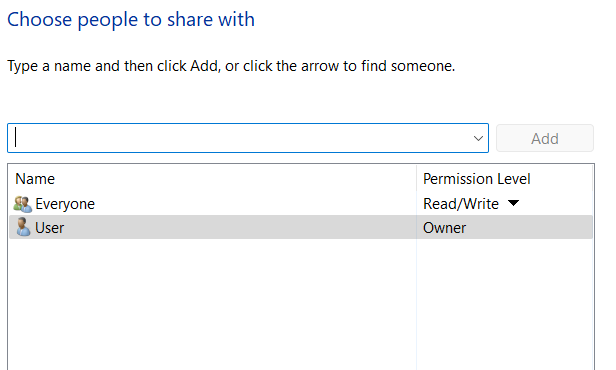 Choose people to share with
Type a name and then click Add, or click the arrow to find someone.
Add
Name Permission Level
Everyone Read/Write
User Owner